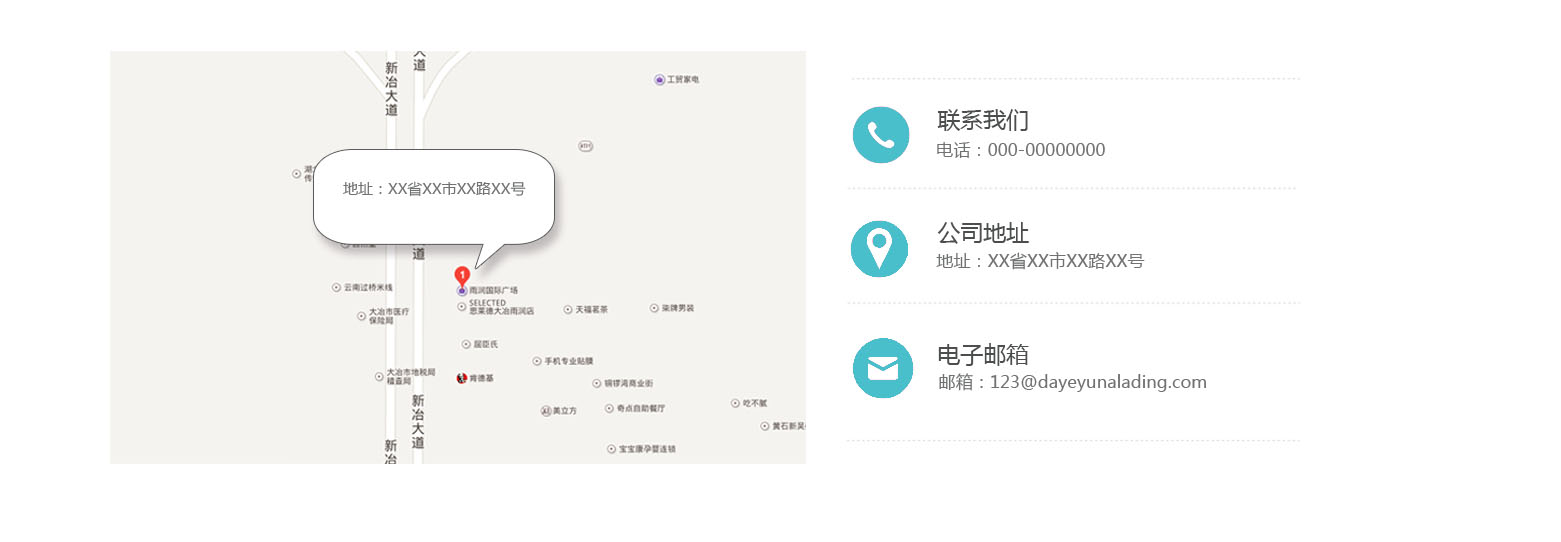 新冶大道
大道
工贸家电
ATM
地址：XX省XX市XX路XX号
道
云南过桥米线
大冶市医疗
保险局
1
雨润国际广场
SELECTED
思莱德大冶雨润店
天福茗茶
柒牌男装
屈臣氏
手机专业贴膜
大冶市地税局
稽查局
肯德基
铜锣湾商业街
新冶大道
美立方
奇点自助餐厅
吃不腻
黄石新吴
新冶
宝宝康孕婴连锁
联系我们
电话：000-00000000
公司地址
地址：XX省XX市XX路XX号
电子邮箱
邮箱：123@dayeyunalading.com